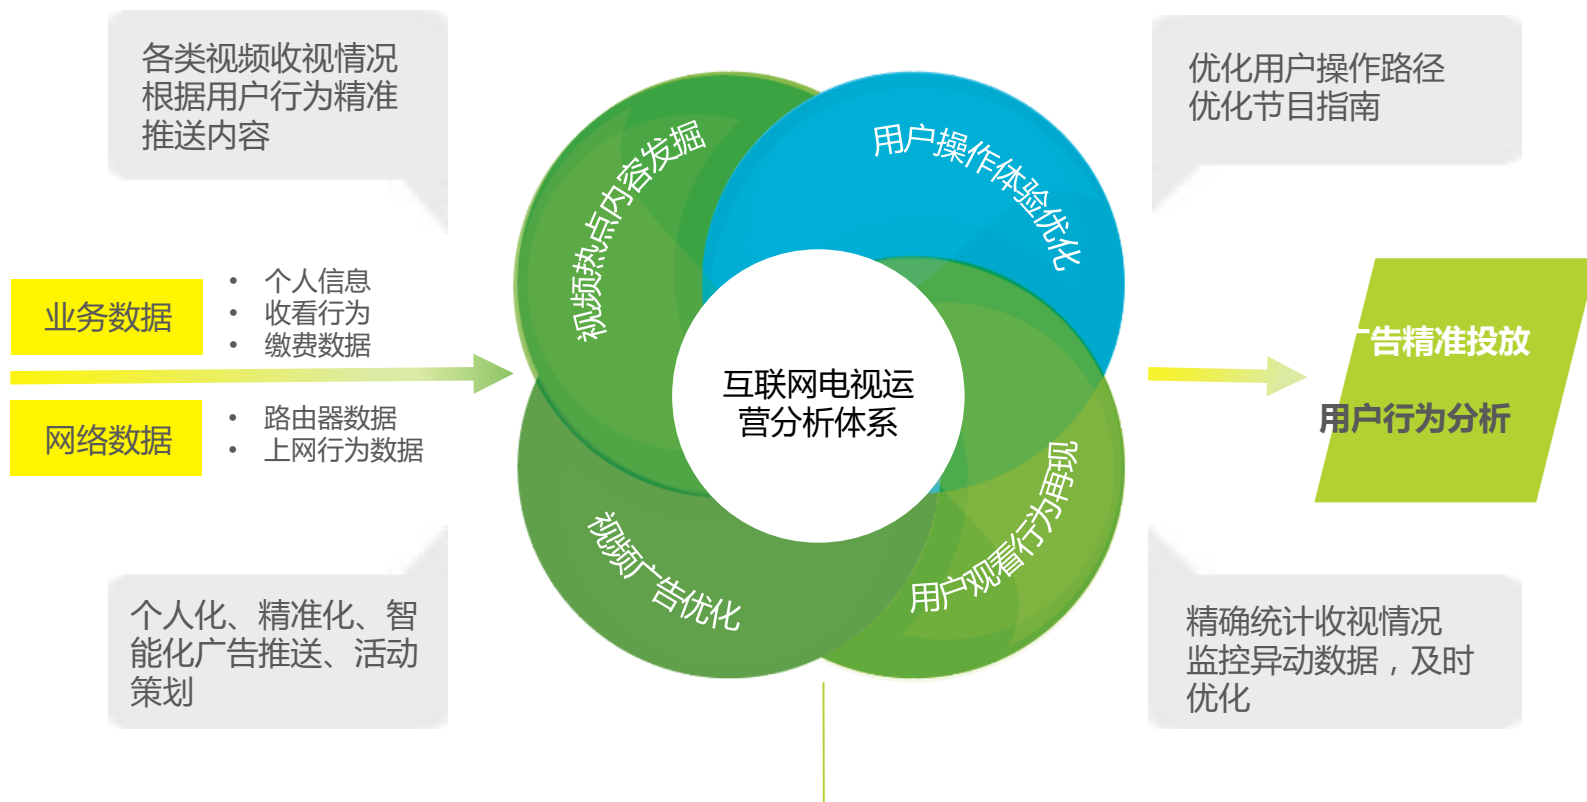 各类视频收视情况
根据用户行为精准
推送内容
优化用户操作路径
优化节目指南
视频热点内容发掘
用户操作体验优化
业务数据
• 个人信息
• 收看行为
• 缴费数据
网络数据
• 路由器数据
• 上网行为数据
互联网电视运
营分析体系
广告精准投放
用户行为分析
视频广告优化
用户观看行为再现
个人化、精准化、智
能化广告推送、活动
策划
精确统计收视情况
监控异动数据，及时
优化